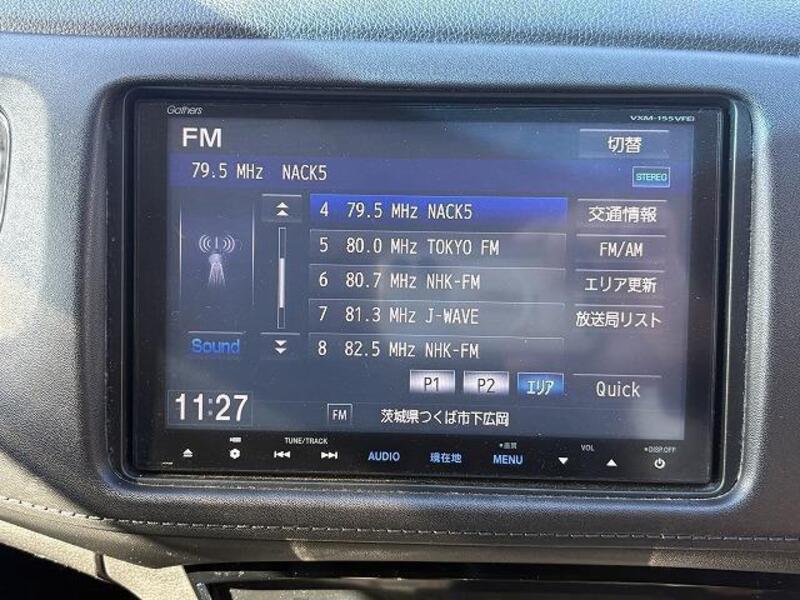 Gathers
VXM-155VFEi
FM
切替
79.5 MHz NACK5
STEREO
4 79.5 MHz NACK5
交通情報
5 80.0 MHz TOKYO FM
FM/AM
6 80.7 MHz NHK-FM
エリア更新
7 81.3 MHz J-WAVE
放送局リスト
Sound
8 82.5 MHz NHK-FM
P1 P2 エリア
Quick
11:27
FM
茨城県つくば市下広岡
TUNE/TRACK
AUDIO
現在地
画質
MENU
VOL
DISP.OFF